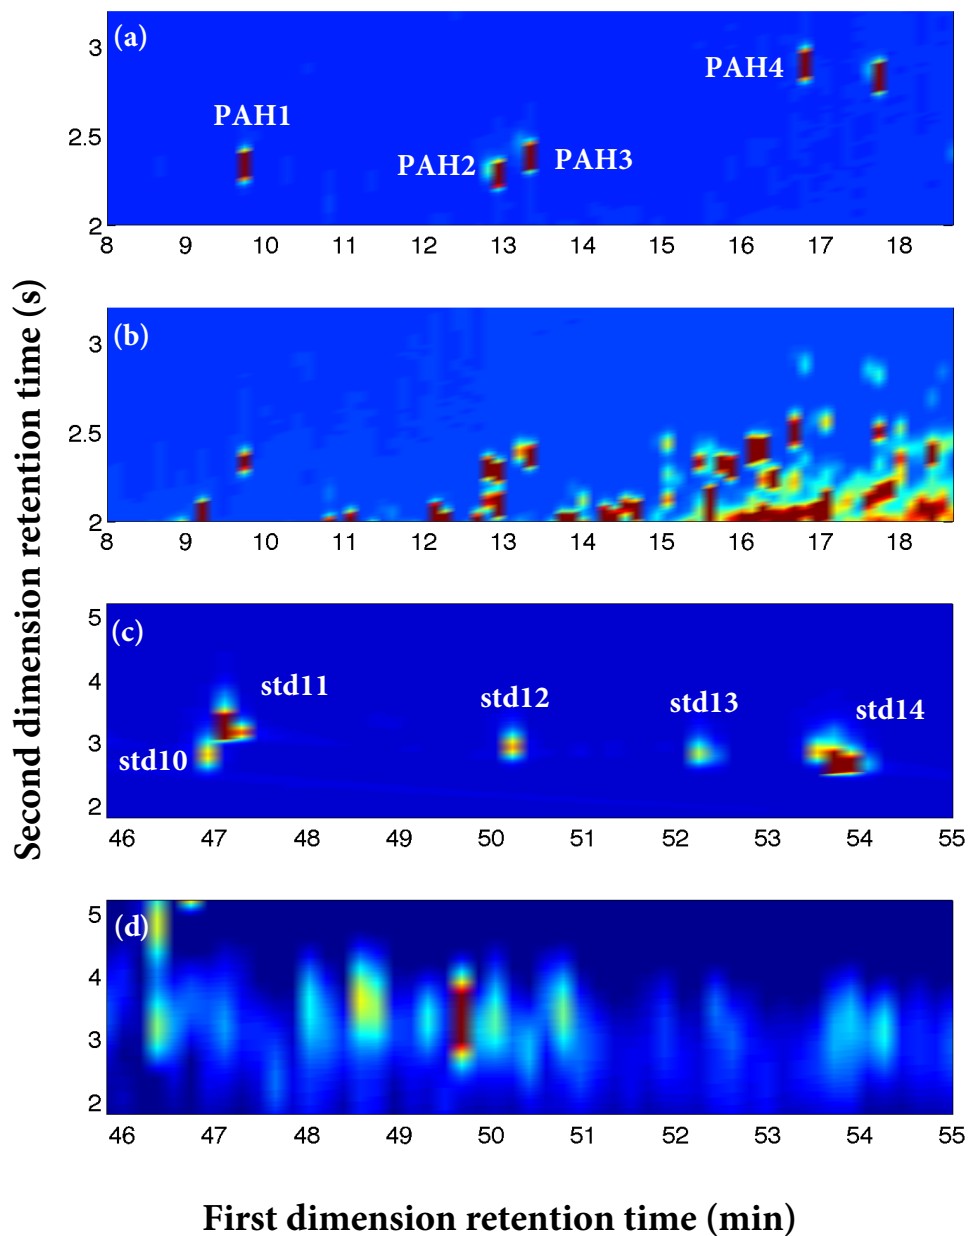 (a)
PAH1
PAH2
PAH3
PAH4
3
2.5
2
8 9 10 11 12 13 14 15 16 17 18
(b)
3
2.5
2
8 9 10 11 12 13 14 15 16 17 18
(c)
std10
std11
std12
std13
std14
5
4
3
2
46 47 48 49 50 51 52 53 54 55
(d)
5
4
3
2
46 47 48 49 50 51 52 53 54 55
Second dimension retention time (s)
First dimension retention time (min)